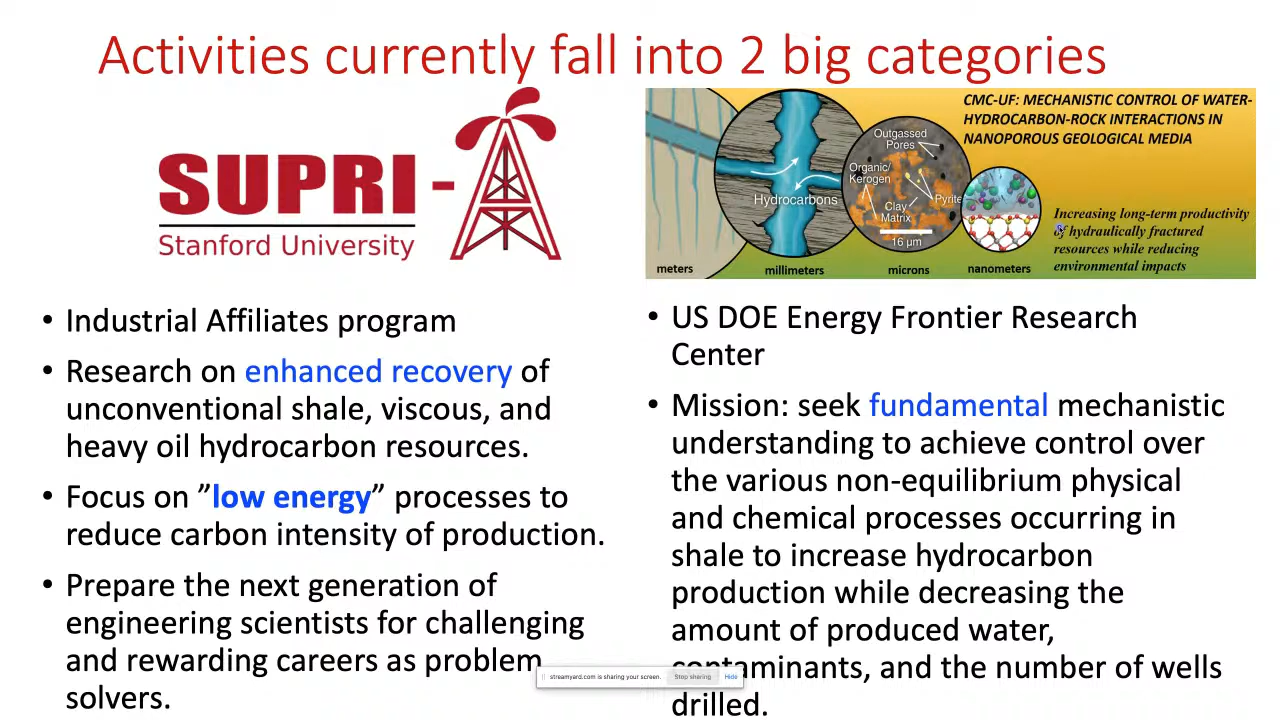 Activities currently fall into 2 big categories
SUPRI-A
Stanford University
• Industrial Affiliates program
• Research on enhanced recovery of
unconventional shale, viscous, and
heavy oil hydrocarbon resources.
• Focus on ”low energy” processes to
reduce carbon intensity of production.
• Prepare the next generation of
engineering scientists for challenging
and rewarding careers as problem
solvers.
CMC-UF: MECHANISTIC CONTROL OF WATER-
HYDROCARBON-ROCK INTERACTIONS IN
NANOPOROUS GEOLOGICAL MEDIA
Outgassed
Pores
Organic/
Kerogen
Hydrocarbons
Pyrite
Clay
Matrix
16 μm
Increasing long-term productivity
of hydraulically fractured
resources while reducing
environmental impacts
meters
millimeters
microns
nanometers
• US DOE Energy Frontier Research
Center
• Mission: seek fundamental mechanistic
understanding to achieve control over
the various non-equilibrium physical
and chemical processes occurring in
shale to increase hydrocarbon
production while decreasing the
amount of produced water,
contaminants, and the number of wells
drilled.
streamyard.com is sharing your screen.
Stop sharing
Hide